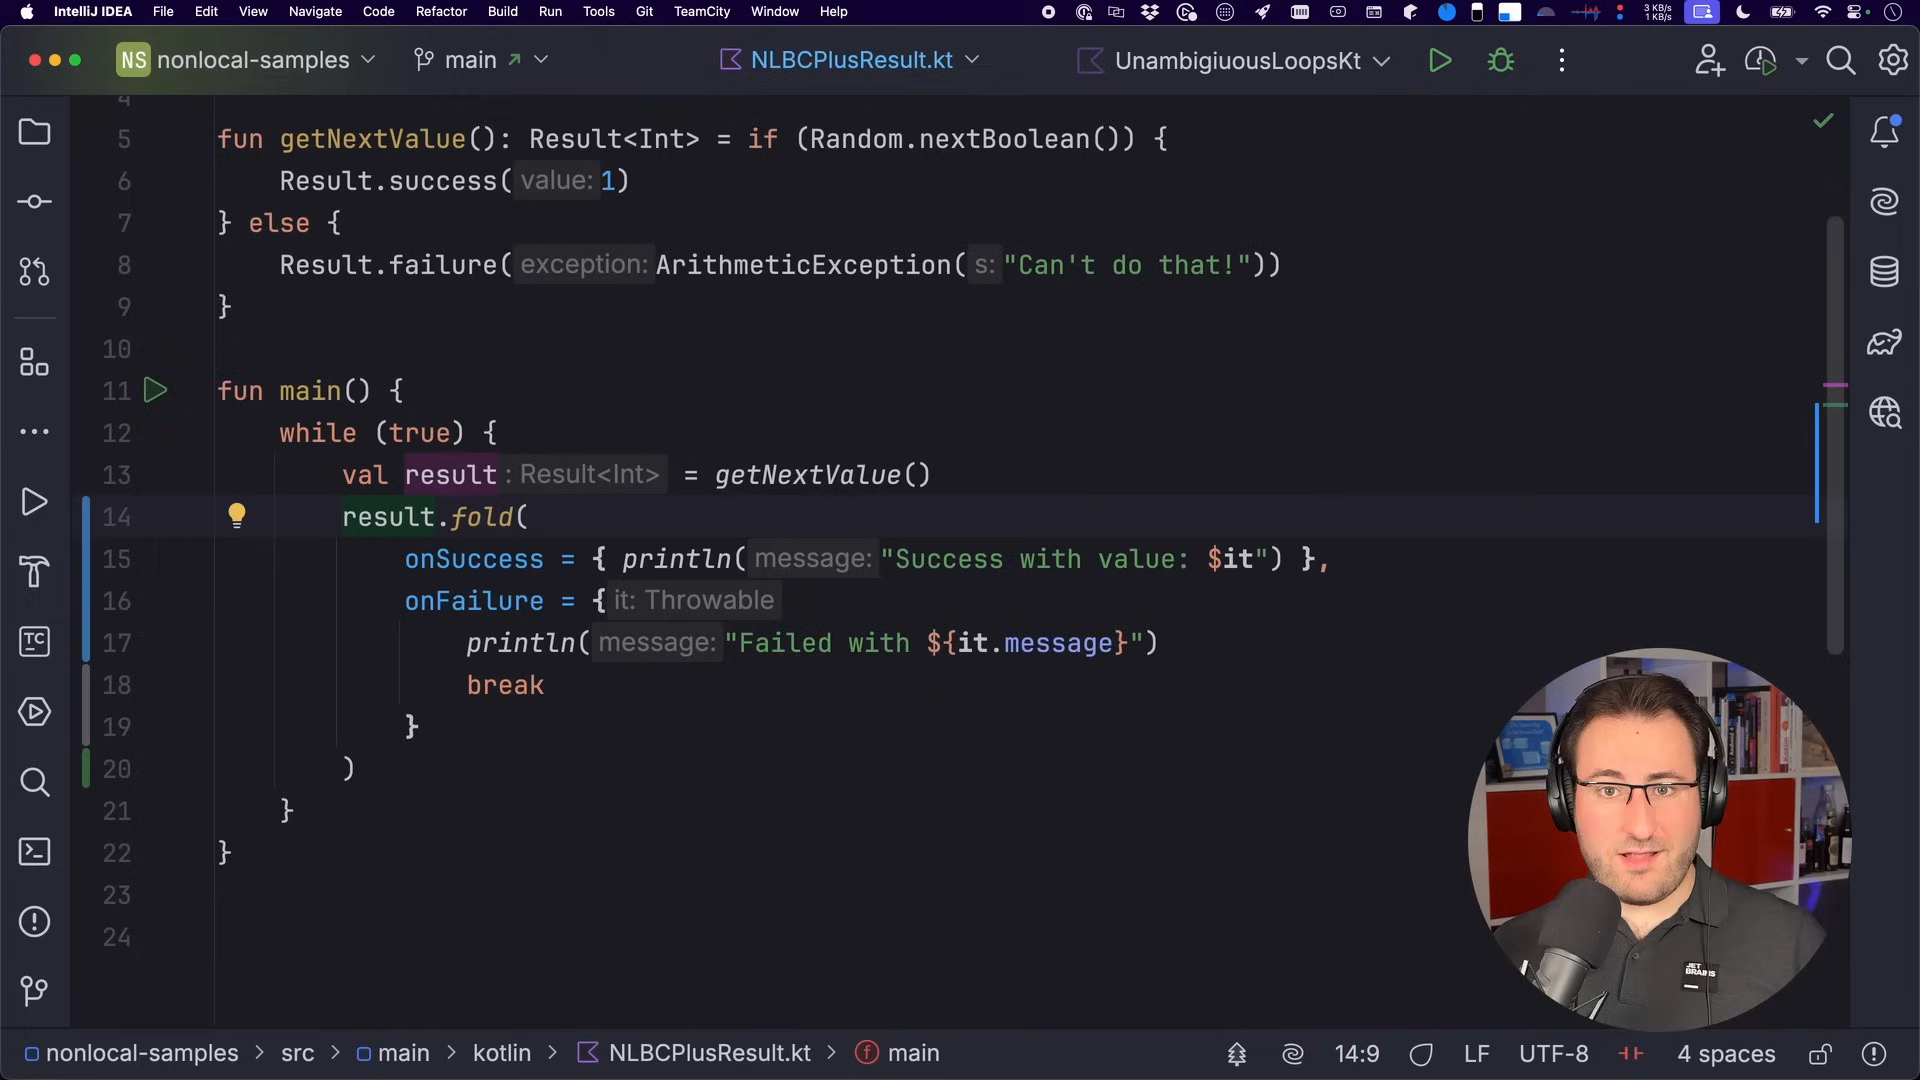 IntelliJ IDEA File Edit View Navigate Code Refactor Build Run Tools Git TeamCity Window Help 3 KB/s
1 KB/s
NS nonlocal-samples main NLBCPlusResult.kt UnambigiuousLoopsKt
4
5 fun getNextValue(): Result<Int> = if (Random.nextBoolean()) {
6 Result.success( value: 1)
7 } else {
8 Result.failure( exception: ArithmeticException( s: "Can't do that!"))
9 }
10
11 fun main() {
12 while (true) {
13 val result : Result<Int> = getNextValue()
14 result.fold(
15 onSuccess = { println( message: "Success with value: $it") },
16 onFailure = { it: Throwable
17 println( message: "Failed with ${it.message}")
18 break
19 }
20 )
21 }
22 }
23
24
TC
JET
BRAINS
nonlocal-samples > src > main > kotlin > NLBCPlusResult.kt > f main 14:9 LF UTF-8 4 spaces